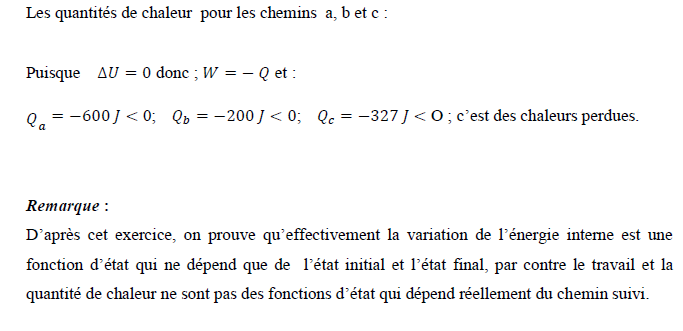 Les quantités de chaleur pour les chemins a, b et c :
Puisque ΔU = 0 donc ; W = − Q et :
Qₐ = −600 J < 0; Q_b = −200 J < 0; Q_c = −327 J < O ; c’est des chaleurs perdues.
Remarque :
D’après cet exercice, on prouve qu’effectivement la variation de l’énergie interne est une
fonction d’état qui ne dépend que de l’état initial et l’état final, par contre le travail et la
quantité de chaleur ne sont pas des fonctions d’état qui dépend réellement du chemin suivi.